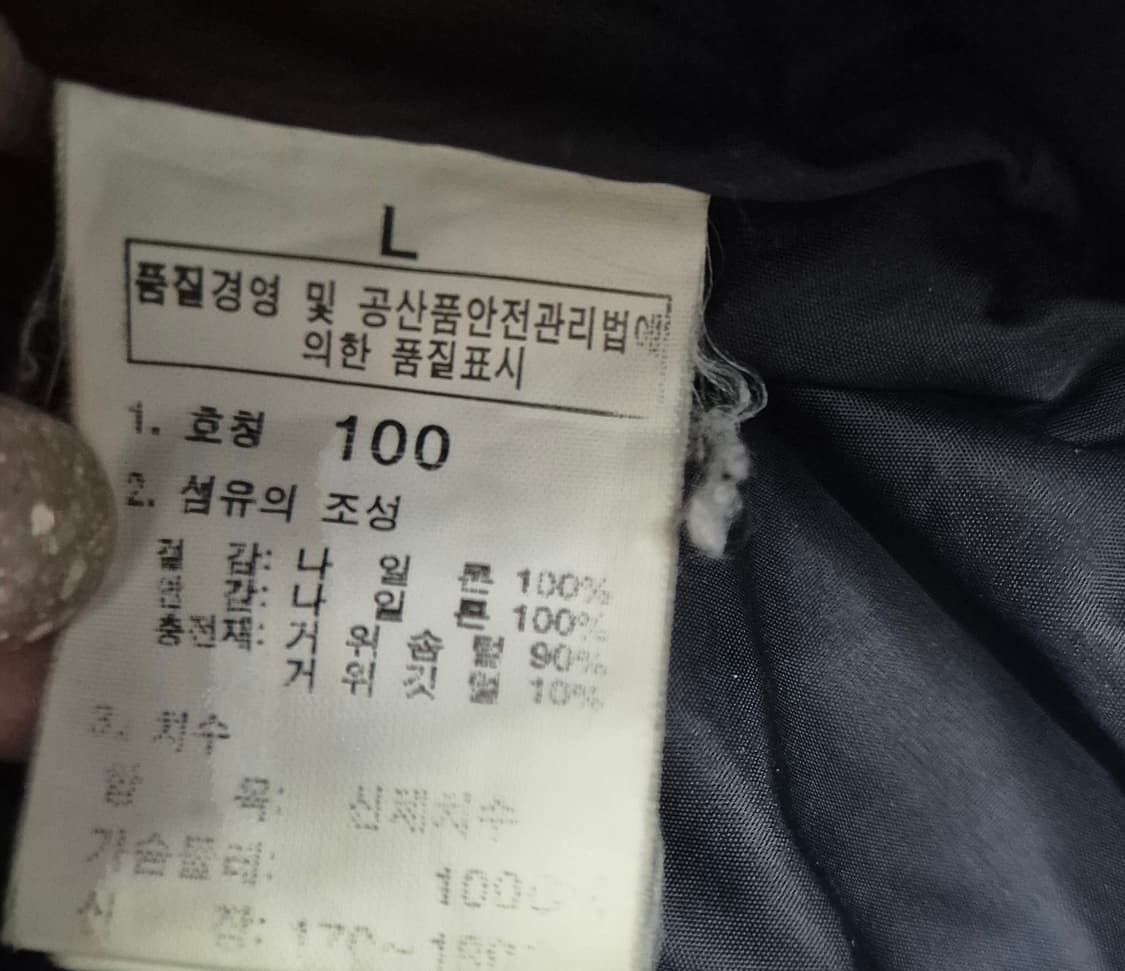 L
품질경영 및 공산품안전관리법에
의한 품질표시
1. 호칭 100
2. 섬유의 조성
겉 감: 나 일 론 100%
안 감: 나 일 론 100%
충전제: 거 위 솜 털 90%
거 위 깃 털 10%
3. 치수
항 목: 신체치수
가슴둘레: 100
신 장: